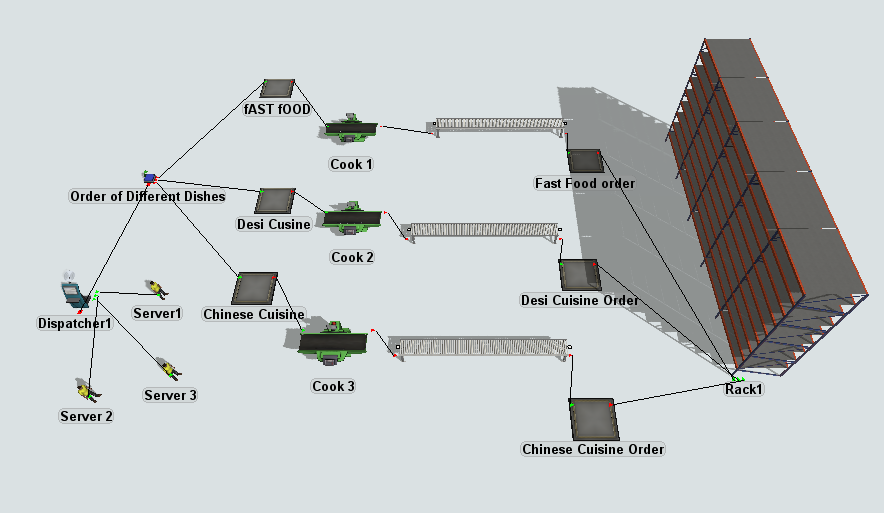 fAST fOOD
Cook 1
Fast Food order
Order of Different Dishes
Desi Cusine
Cook 2
Desi Cuisine Order
Chinese Cuisine
Server1
Dispatcher1
Cook 3
Rack1
Server 3
Server 2
Chinese Cuisine Order